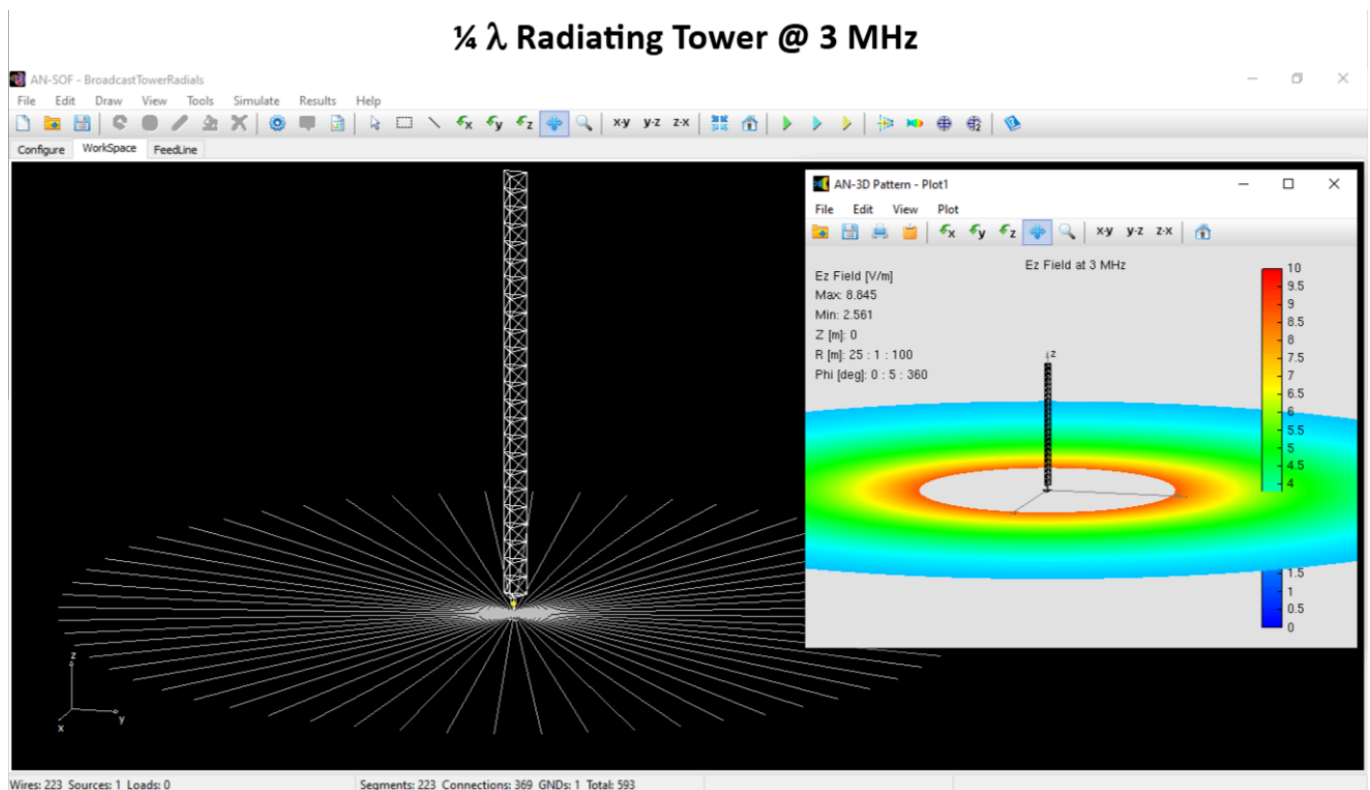 ¼ λ Radiating Tower @ 3 MHz
AN-SOF - BroadcastTowerRadials
File Edit Draw View Tools Simulate Results Help
x-y y-z z-x
Configure WorkSpace FeedLine
AN-3D Pattern - Plot1
File Edit View Plot
x y z x-y y-z z-x
Ez Field at 3 MHz
Ez Field [V/m]
Max: 8.845
Min: 2.561
Z [m]: 0
R [m]: 25 : 1 : 100
Phi [deg]: 0 : 5 : 360
z
10
9.5
9
8.5
8
7.5
7
6.5
6
5.5
5
4.5
4
1.5
1
0.5
0
z
y
x
Wires: 223 Sources: 1 Loads: 0
Segments: 223 Connections: 369 GNDs: 1 Total: 593